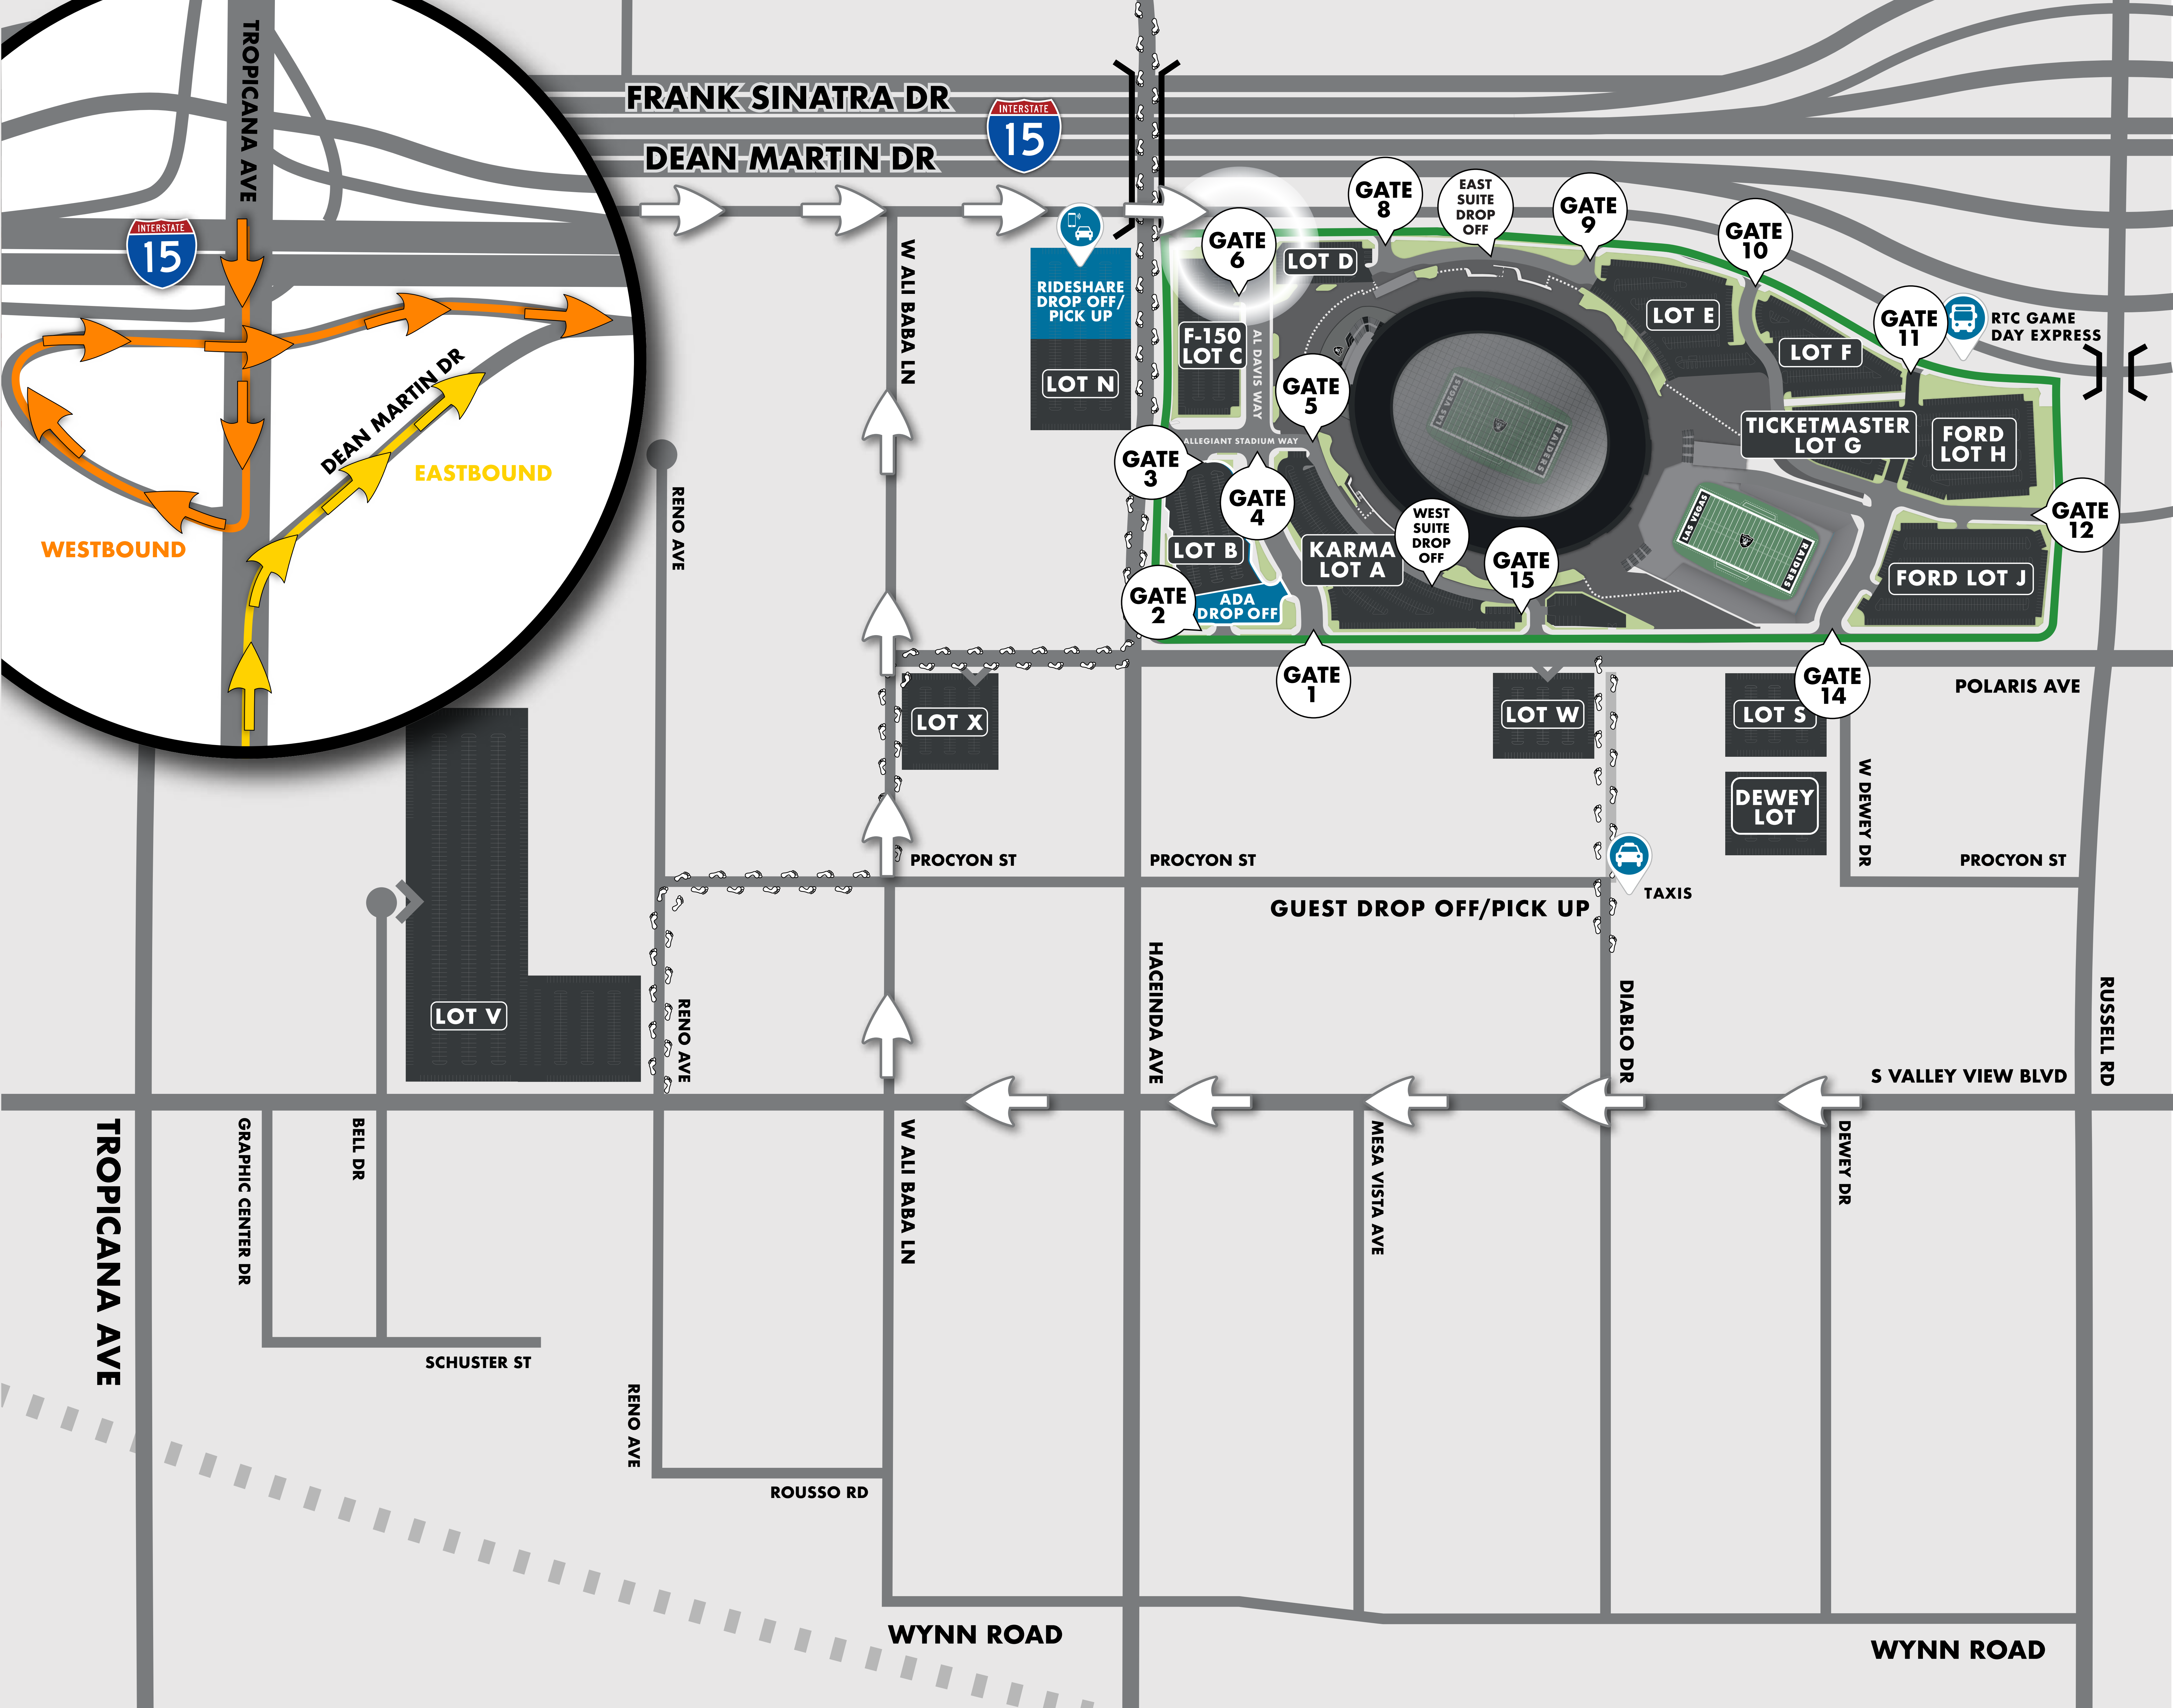 TROPICANA AVE
INTERSTATE
15
WESTBOUND
DEAN MARTIN DR
EASTBOUND
FRANK SINATRA DR
DEAN MARTIN DR
INTERSTATE
15
RIDESHARE
DROP OFF/
PICK UP
LOT N
W ALI BABA LN
RENO AVE
GATE
6
LOT D
GATE
8
EAST
SUITE
DROP
OFF
GATE
9
GATE
10
GATE
11
RTC GAME
DAY EXPRESS
F-150
LOT C
AL DAVIS WAY
GATE
5
LOT E
LOT F
TICKETMASTER
LOT G
FORD
LOT H
LAS VEGAS
RAIDERS
ALLEGIANT STADIUM WAY
GATE
3
GATE
4
LOT B
KARMA
LOT A
WEST
SUITE
DROP
OFF
GATE
15
LAS VEGAS
RAIDERS
GATE
12
FORD LOT J
GATE
2
ADA
DROP OFF
GATE
1
GATE
14
POLARIS AVE
LOT X
LOT W
LOT S
DEWEY
LOT
W DEWEY DR
PROCYON ST
PROCYON ST
PROCYON ST
TAXIS
GUEST DROP OFF/PICK UP
LOT V
RENO AVE
HACEINDA AVE
DIABLO DR
RUSSELL RD
S VALLEY VIEW BLVD
TROPICANA AVE
GRAPHIC CENTER DR
BELL DR
W ALI BABA LN
MESA VISTA AVE
DEWEY DR
SCHUSTER ST
RENO AVE
ROUSSO RD
WYNN ROAD
WYNN ROAD